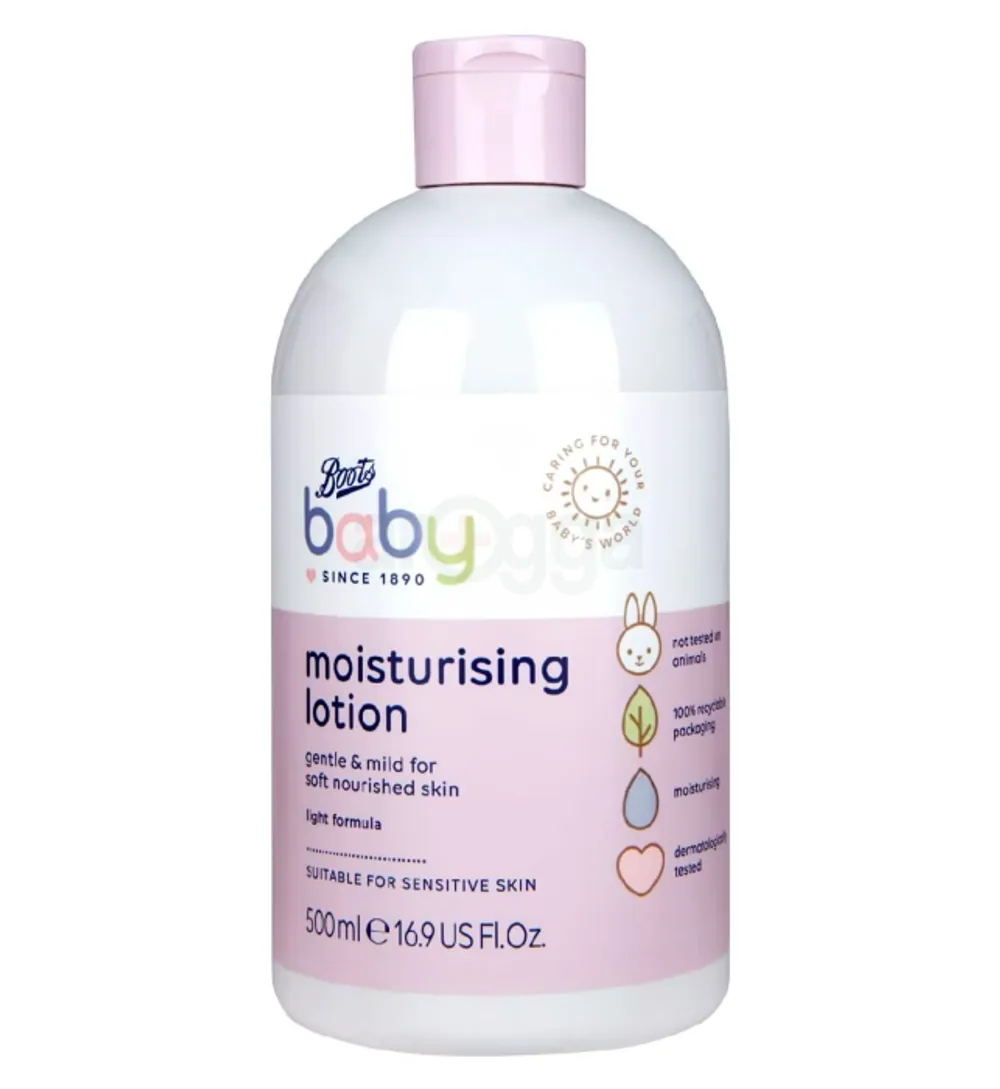 Boots
baby
SINCE 1890
CARING FOR YOUR
BABY'S WORLD
moisturising
lotion
gentle & mild for
soft nourished skin
light formula
SUITABLE FOR SENSITIVE SKIN
500ml e 16.9 US Fl.Oz.
not tested on
animals
100% recyclable
packaging
moisturising
dermatologically
tested